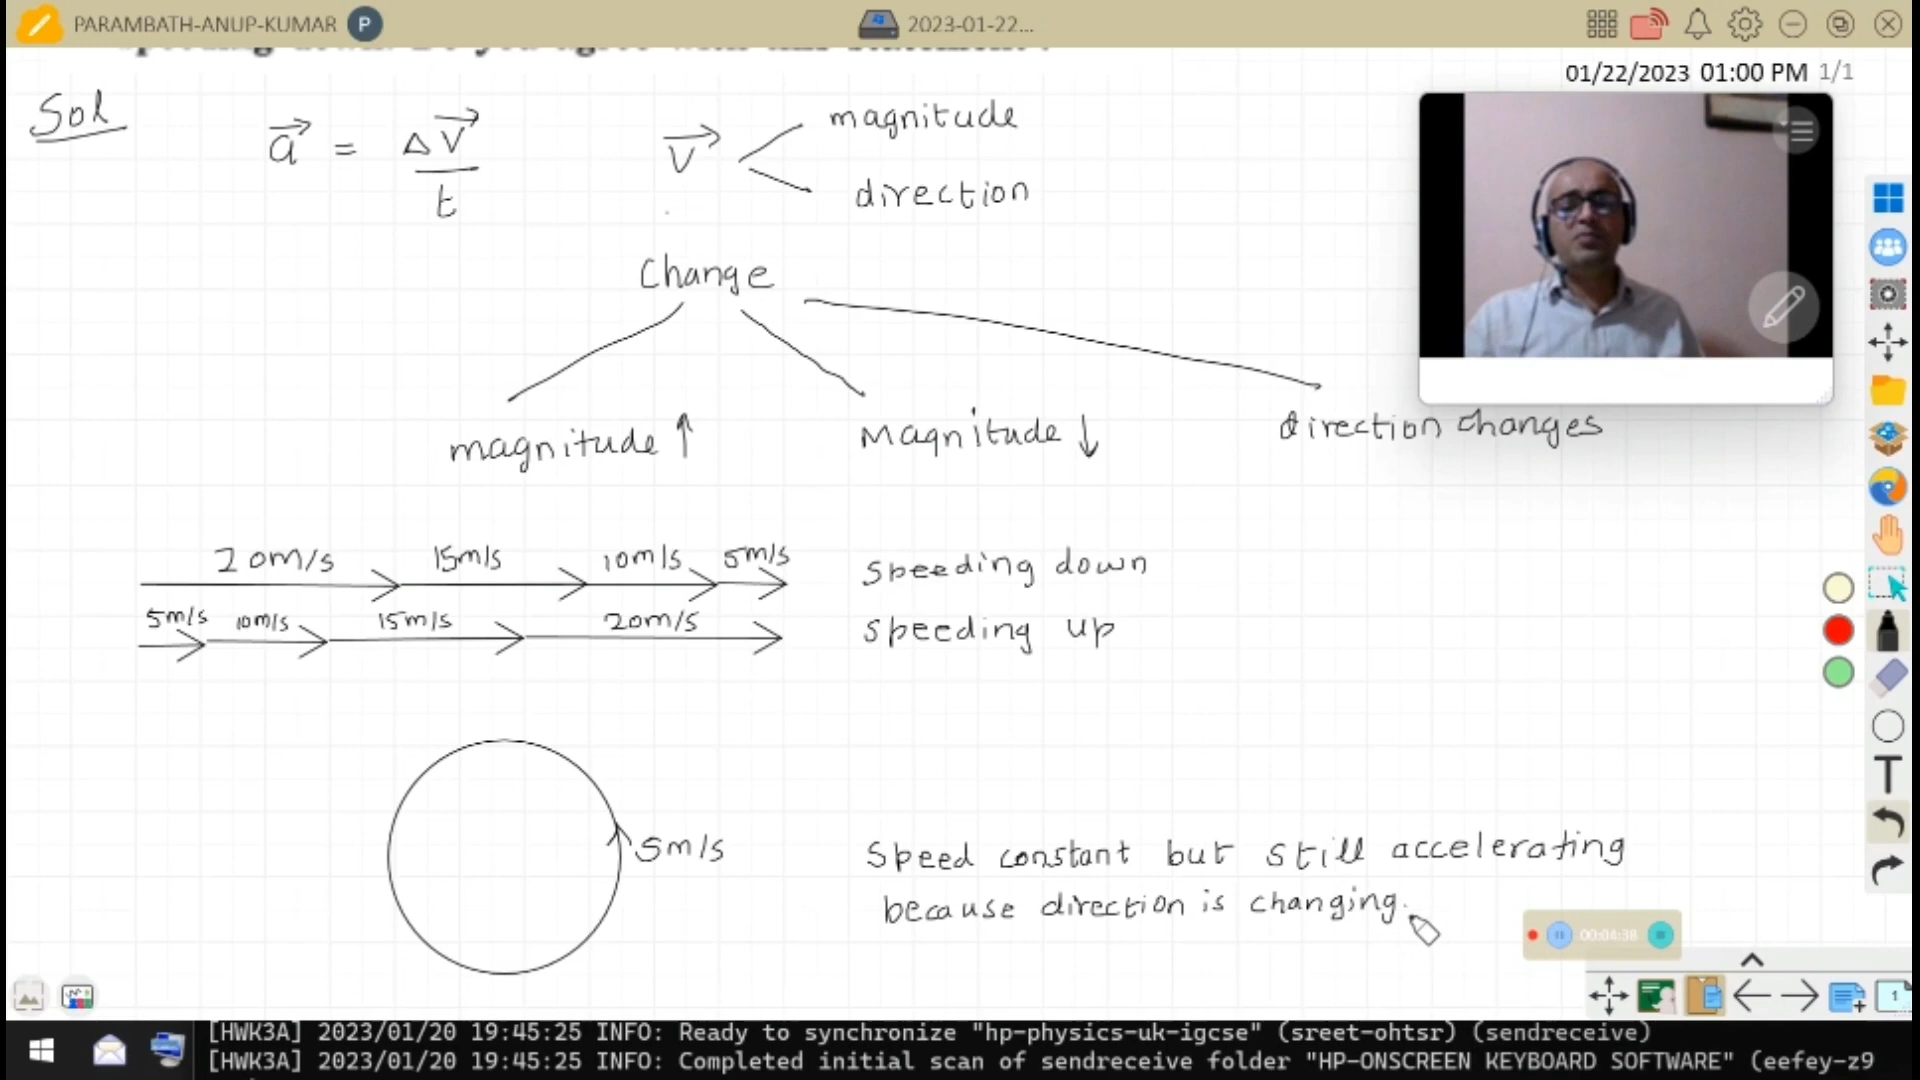 PARAMBATH-ANUP-KUMAR P 2023-01-22...
01/22/2023 01:00 PM 1/1
Sol
a = Δv/t
v
magnitude
direction
Change
magnitude ↑
Magnitude ↓
direction changes
20m/s 15m/s 10m/s 5m/s speeding down
5m/s 10m/s 15m/s 20m/s speeding up
5m/s
Speed constant but still accelerating
because direction is changing.
00:04:38
T
1
[HWK3A] 2023/01/20 19:45:25 INFO: Ready to synchronize "hp-physics-uk-igcse" (sreet-ohtsr) (sendreceive)
[HWK3A] 2023/01/20 19:45:25 INFO: Completed initial scan of sendreceive folder "HP-ONSCREEN KEYBOARD SOFTWARE" (eefey-z9